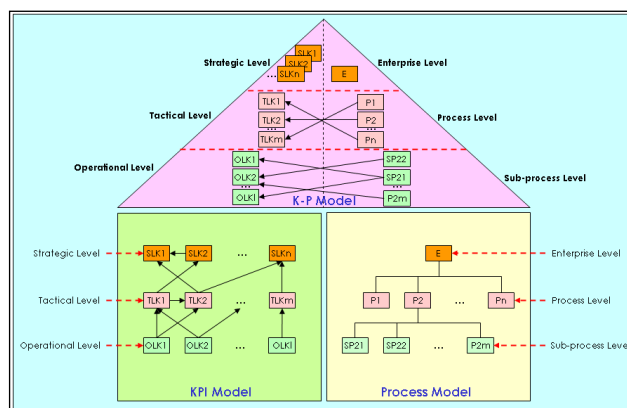 Strategic Level
SLK1
SLK2
...
SLKn
Enterprise Level
E
Tactical Level
TLK1
TLK2
...
TLKm
P1
P2
...
Pn
Process Level
Operational Level
OLK1
OLK2
...
OLKl
SP22
SP21
...
P2m
Sub-process Level
K-P Model
Strategic Level
SLK1
SLK2
...
SLKn
Tactical Level
TLK1
TLK2
...
TLKm
Operational Level
OLK1
OLK2
...
OLKl
KPI Model
E
Enterprise Level
P1
P2
...
Pn
Process Level
SP21
SP22
...
P2m
Sub-process Level
Process Model